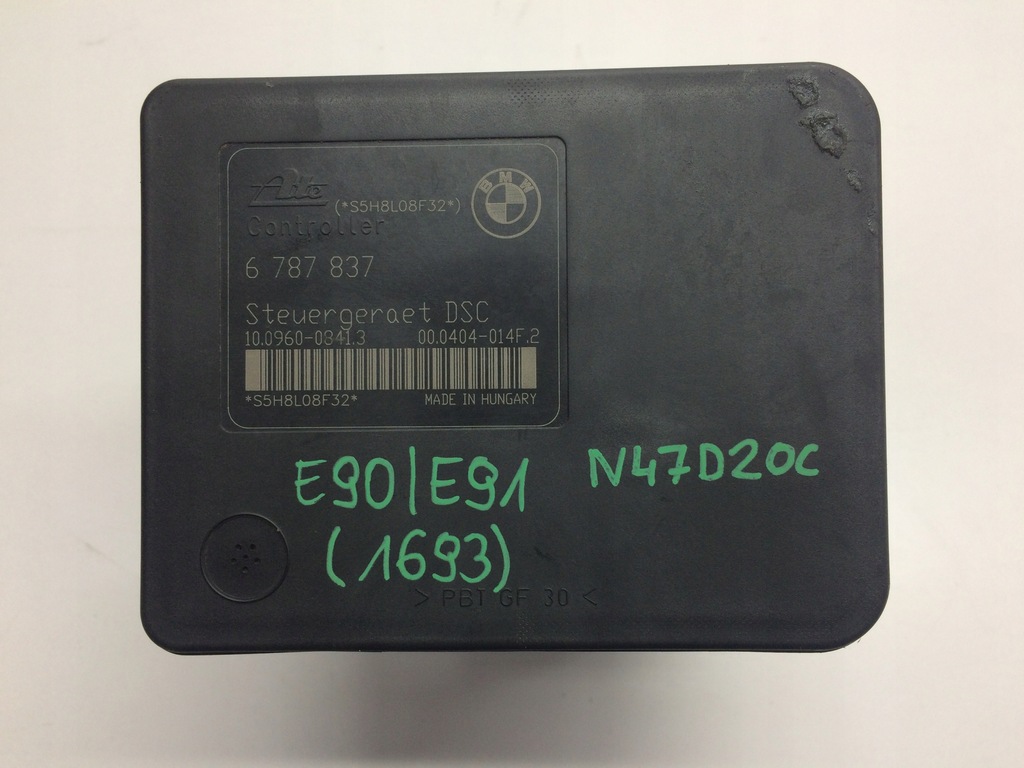 Ate
(*S5H8L08F32*)
BMW
Controller
6 787 837
Steuergeraet DSC
10.0960-0841.3 00.0404-014F.2
*S5H8L08F32* MADE IN HUNGARY
E90/E91 N47D20C
(1693)
> PBT GF 30 <